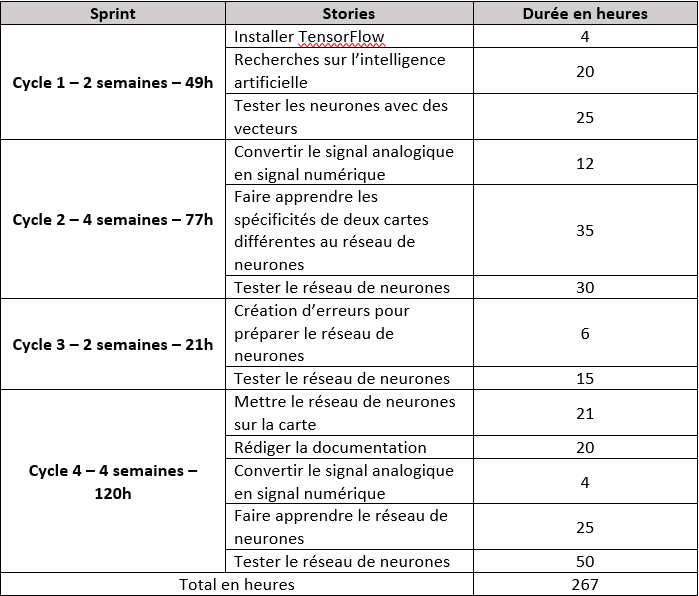 Sprint Stories Durée en heures
Cycle 1 – 2 semaines – 49h
Installer TensorFlow 4
Recherches sur l’intelligence
artificielle
20
Tester les neurones avec des
vecteurs
25
Cycle 2 – 4 semaines – 77h
Convertir le signal analogique
en signal numérique
12
Faire apprendre les
spécificités de deux cartes
différentes au réseau de
neurones
35
Tester le réseau de neurones 30
Cycle 3 – 2 semaines – 21h
Création d’erreurs pour
préparer le réseau de
neurones
6
Tester le réseau de neurones 15
Cycle 4 – 4 semaines –
120h
Mettre le réseau de neurones
sur la carte
21
Rédiger la documentation 20
Convertir le signal analogique
en signal numérique
4
Faire apprendre le réseau de
neurones
25
Tester le réseau de neurones 50
Total en heures 267